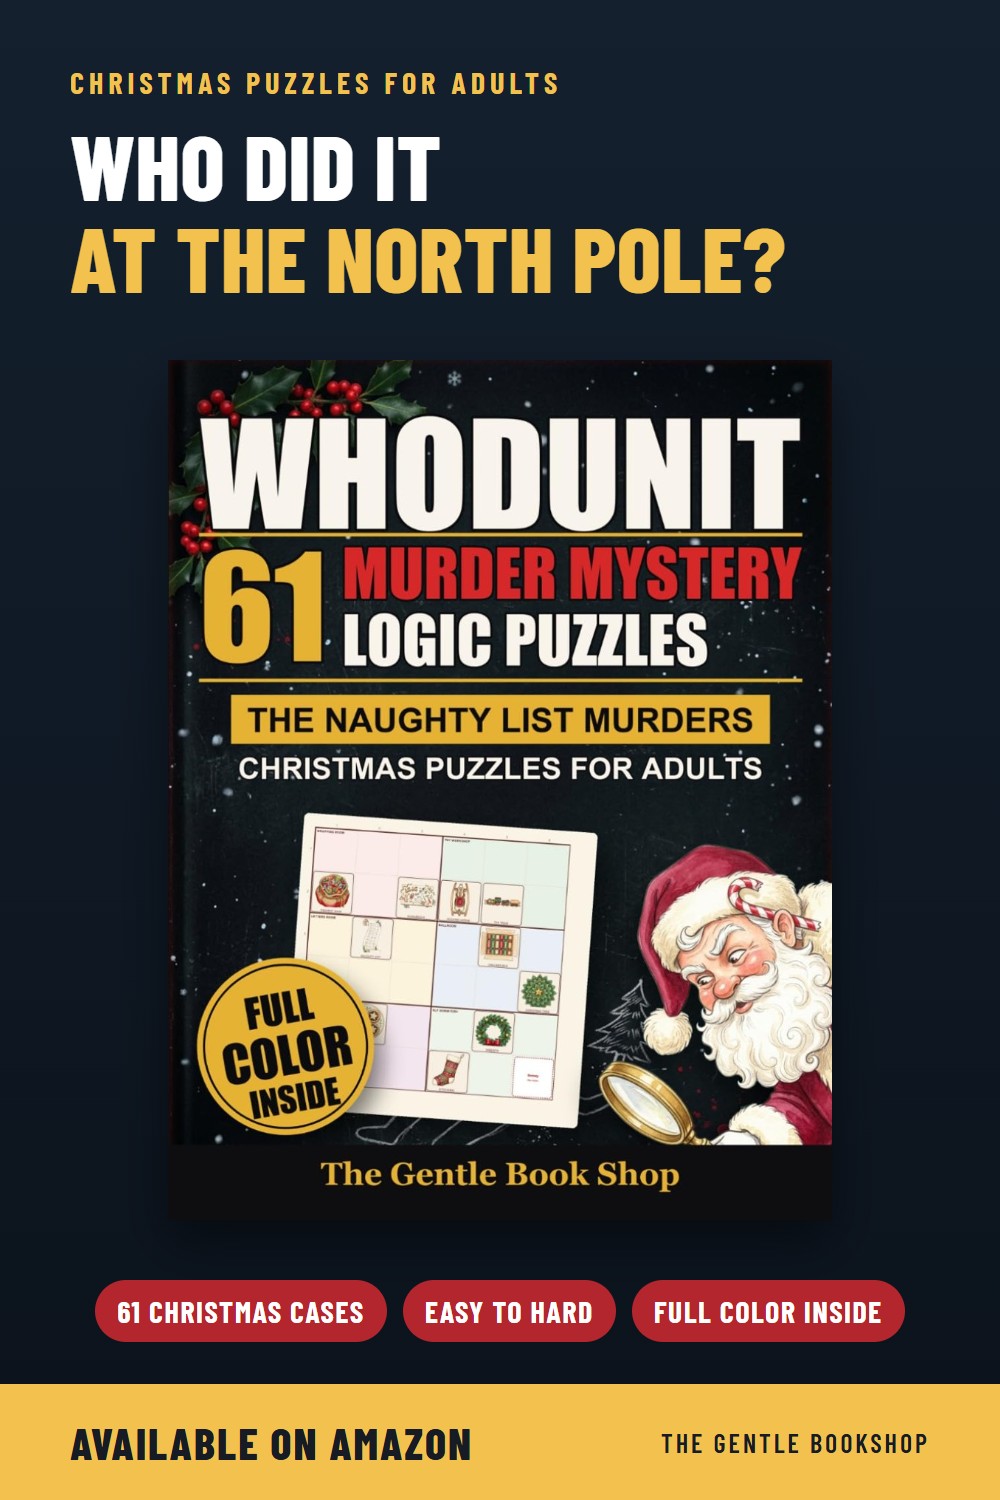 CHRISTMAS PUZZLES FOR ADULTS
WHO DID IT
AT THE NORTH POLE?
WHODUNIT
61 MURDER MYSTERY
LOGIC PUZZLES
THE NAUGHTY LIST MURDERS
CHRISTMAS PUZZLES FOR ADULTS
FULL
COLOR
INSIDE
The Gentle Book Shop
61 CHRISTMAS CASES
EASY TO HARD
FULL COLOR INSIDE
AVAILABLE ON AMAZON
THE GENTLE BOOKSHOP